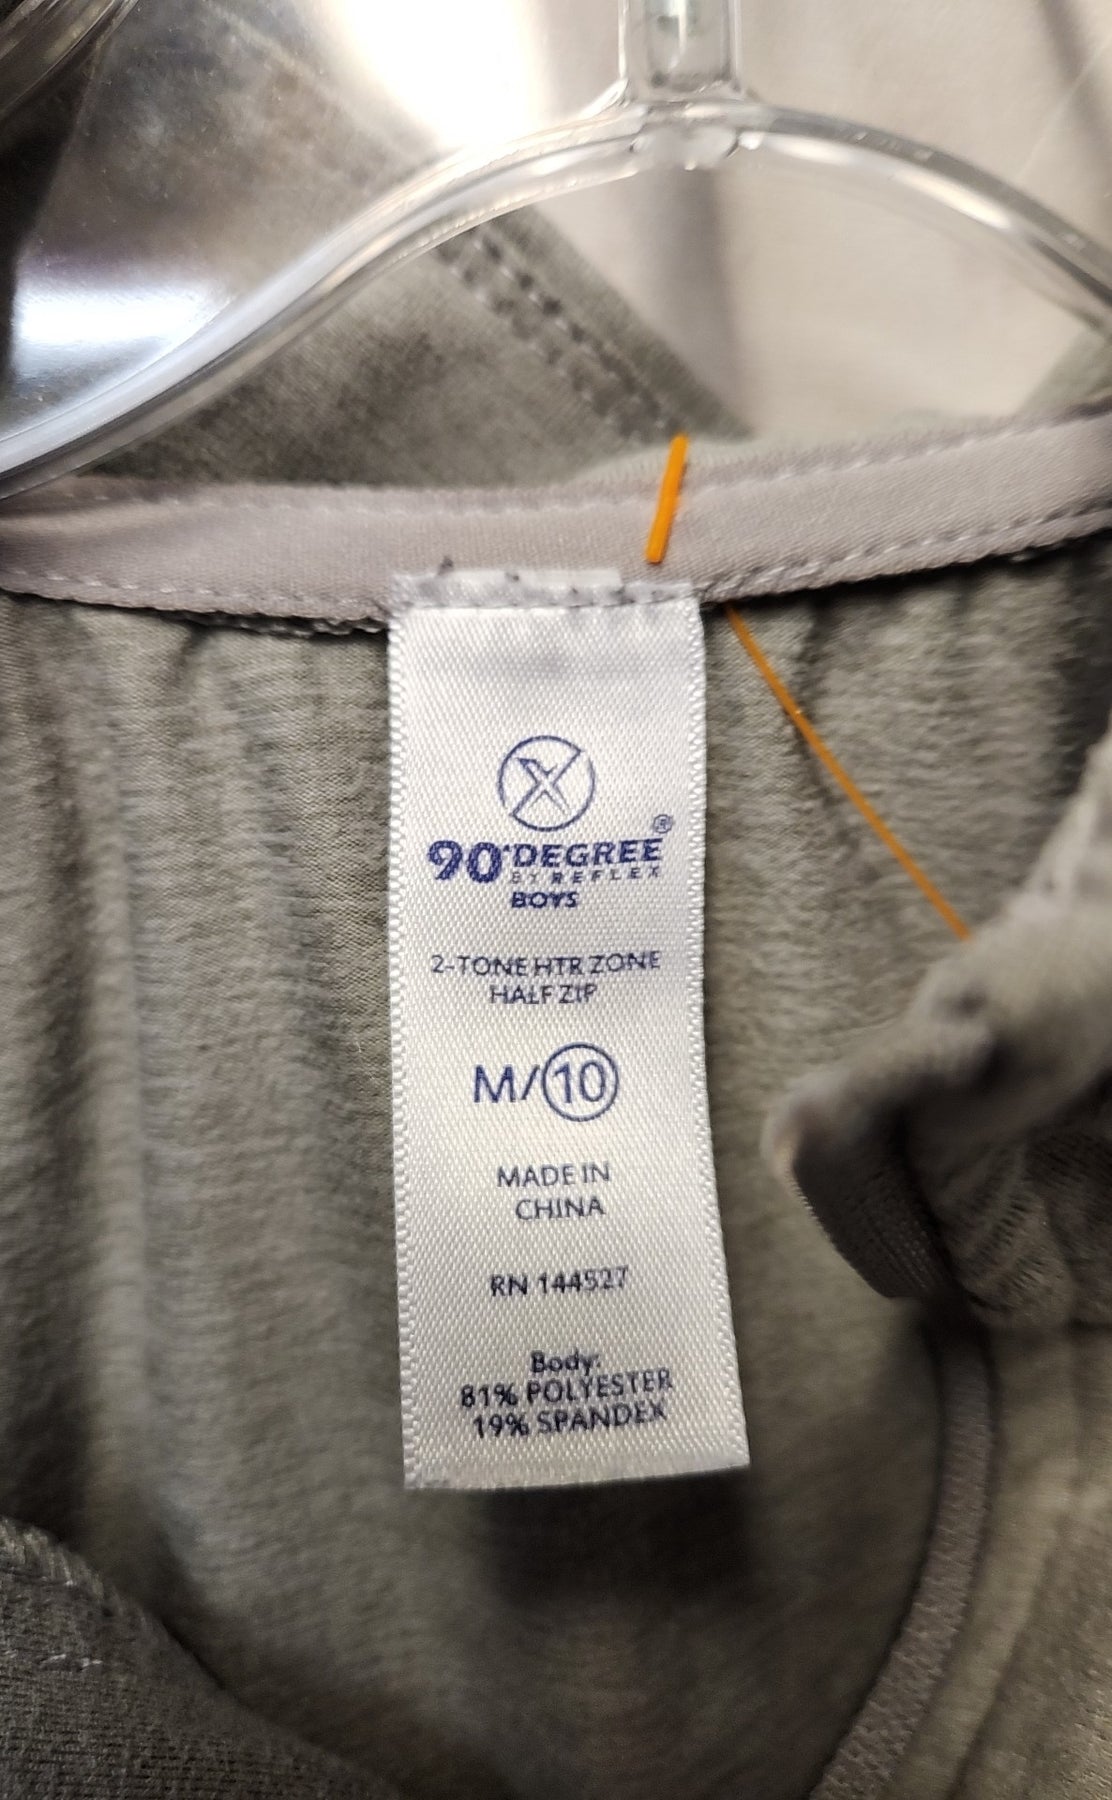 90°DEGREE®
BY REFLEX
BOYS
2-TONE HTR ZONE
HALF ZIP
M/10
MADE IN
CHINA
RN 144527
Body:
81% POLYESTER
19% SPANDEX